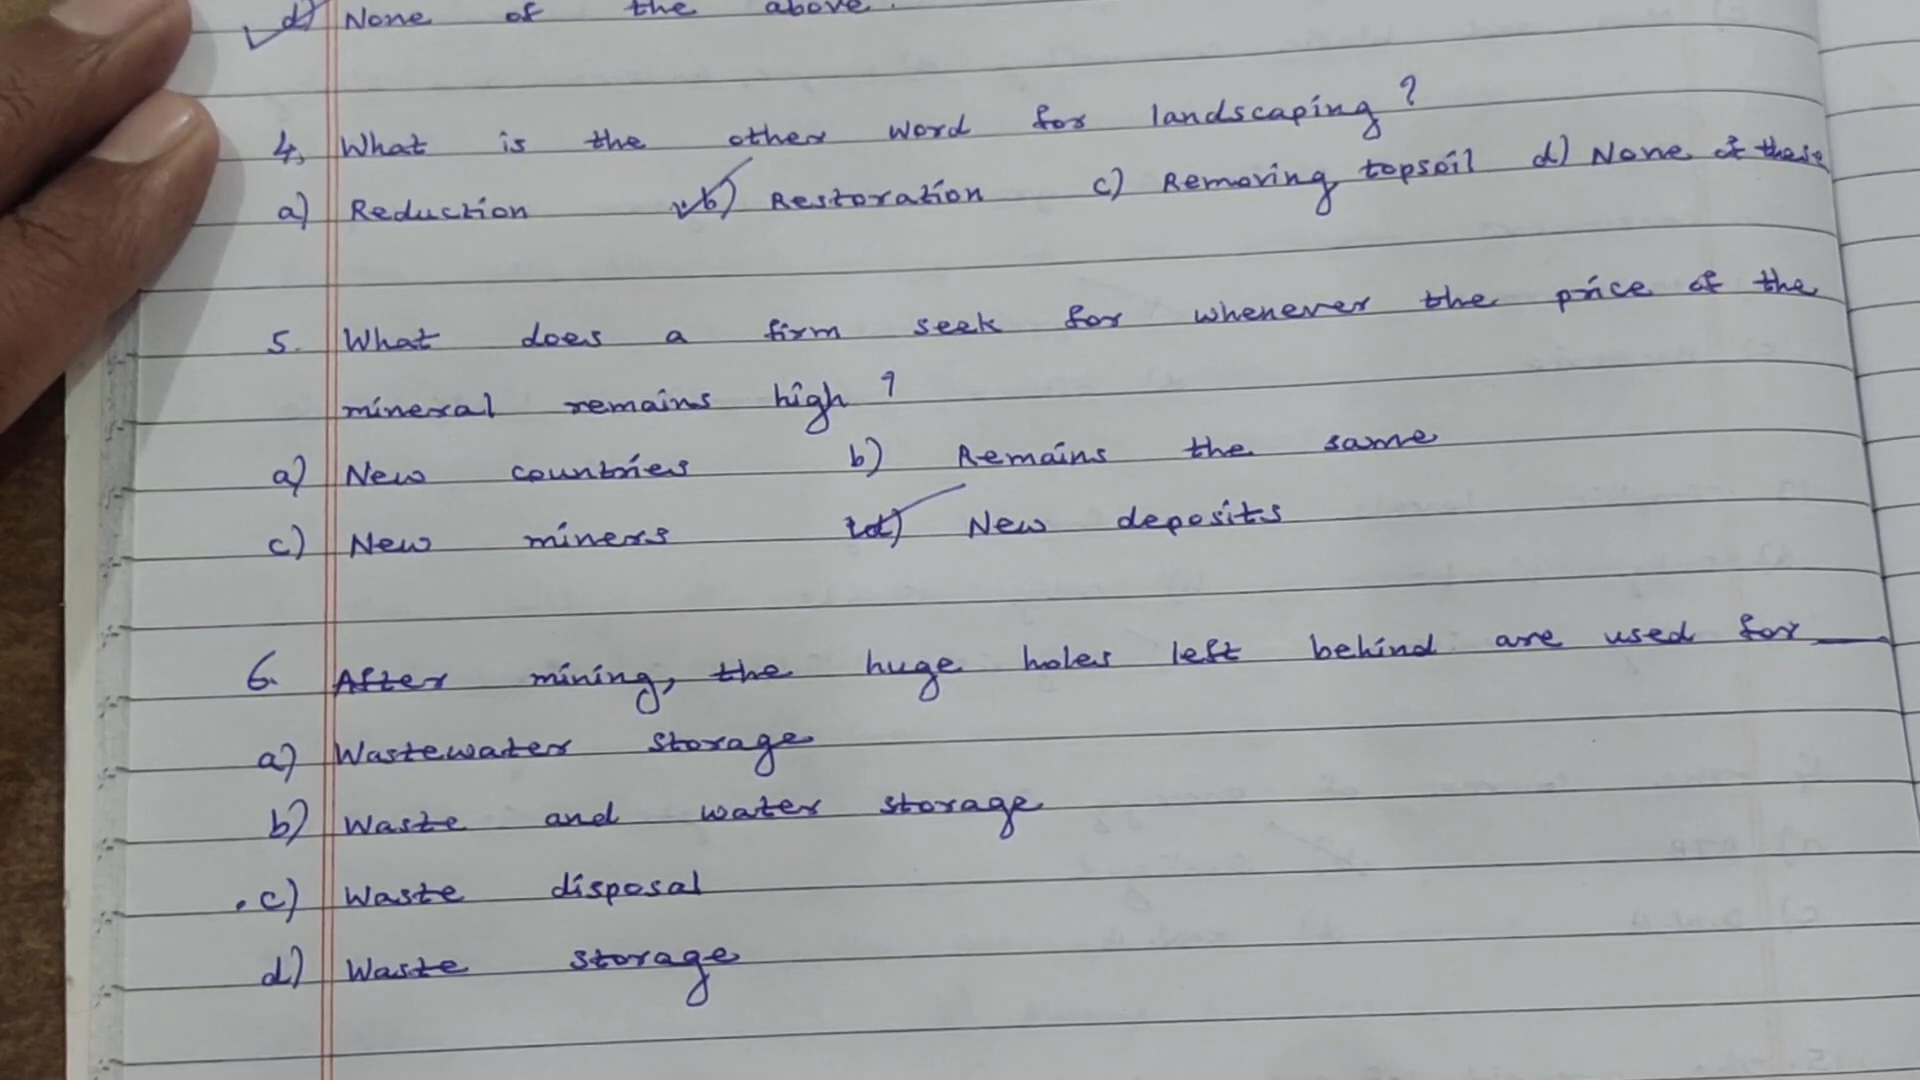 d) None of the above.
4. What is the other word for landscaping?
a) Reduction b) Restoration c) Removing topsoil d) None of these
5. What does a firm seek for whenever the price of the
mineral remains high?
a) New countries b) Remains the same
c) New miners d) New deposits
6. After mining, the huge holes left behind are used for
a) Wastewater storage
b) Waste and water storage
c) Waste disposal
d) Waste storage